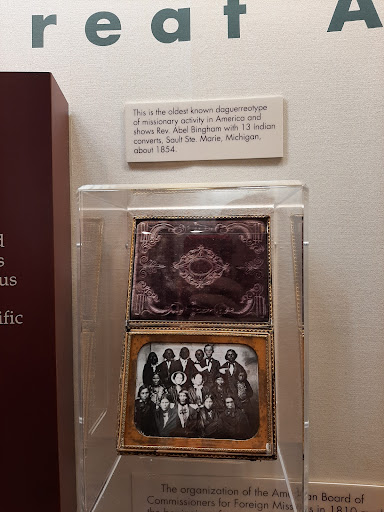 reat A
This is the oldest known daguerreotype
of missionary activity in America and
shows Rev. Abel Bingham with 13 indian
converts, Sault Ste. Marie, Michigan,
about 1854.
d
s
us
ific
The organization of the American Board of
Commissioners for Foreign Missions in 1810